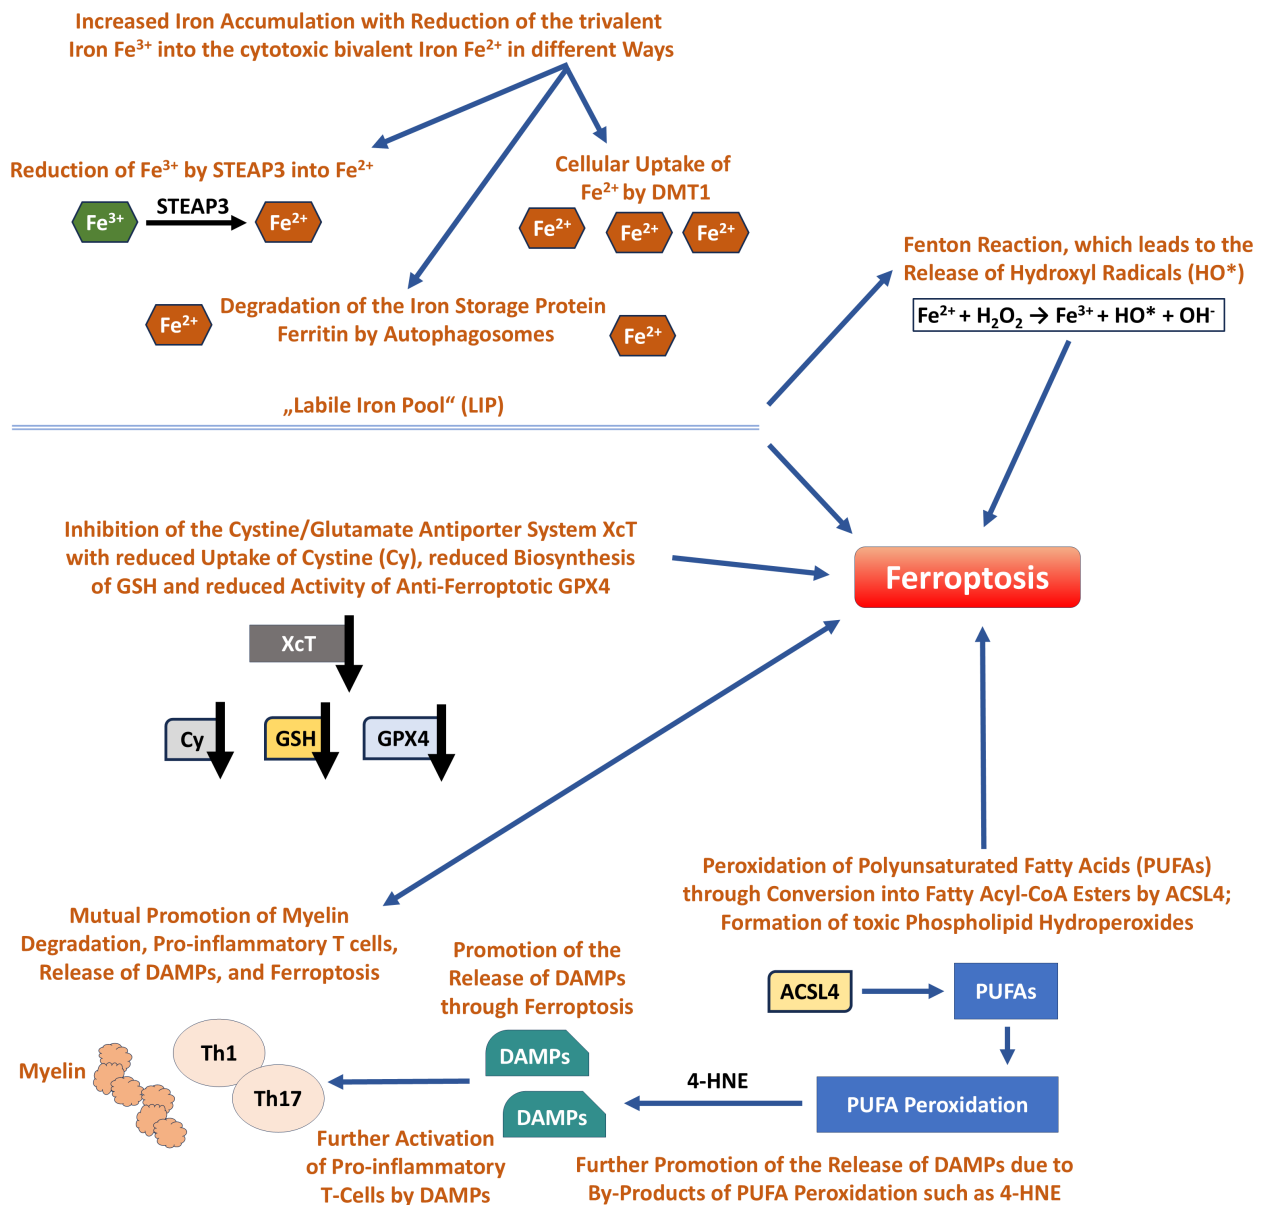 Increased Iron Accumulation with Reduction of the trivalent
Iron Fe³⁺ into the cytotoxic bivalent Iron Fe²⁺ in different Ways
Reduction of Fe³⁺ by STEAP3 into Fe²⁺
Fe³⁺
STEAP3
Fe²⁺
Cellular Uptake of
Fe²⁺ by DMT1
Fe²⁺
Fe²⁺
Fe²⁺
Degradation of the Iron Storage Protein
Ferritin by Autophagosomes
Fe²⁺
Fe²⁺
„Labile Iron Pool“ (LIP)
Fenton Reaction, which leads to the
Release of Hydroxyl Radicals (HO*)
Fe²⁺ + H₂O₂ → Fe³⁺ + HO* + OH⁻
Inhibition of the Cystine/Glutamate Antiporter System XcT
with reduced Uptake of Cystine (Cy), reduced Biosynthesis
of GSH and reduced Activity of Anti-Ferroptotic GPX4
XcT
Cy
GSH
GPX4
Ferroptosis
Peroxidation of Polyunsaturated Fatty Acids (PUFAs)
through Conversion into Fatty Acyl-CoA Esters by ACSL4;
Formation of toxic Phospholipid Hydroperoxides
ACSL4
PUFAs
PUFA Peroxidation
4-HNE
Mutual Promotion of Myelin
Degradation, Pro-inflammatory T cells,
Release of DAMPs, and Ferroptosis
Promotion of the
Release of DAMPs
through Ferroptosis
DAMPs
DAMPs
Th1
Th17
Myelin
Further Activation
of Pro-inflammatory
T-Cells by DAMPs
Further Promotion of the Release of DAMPs due to
By-Products of PUFA Peroxidation such as 4-HNE